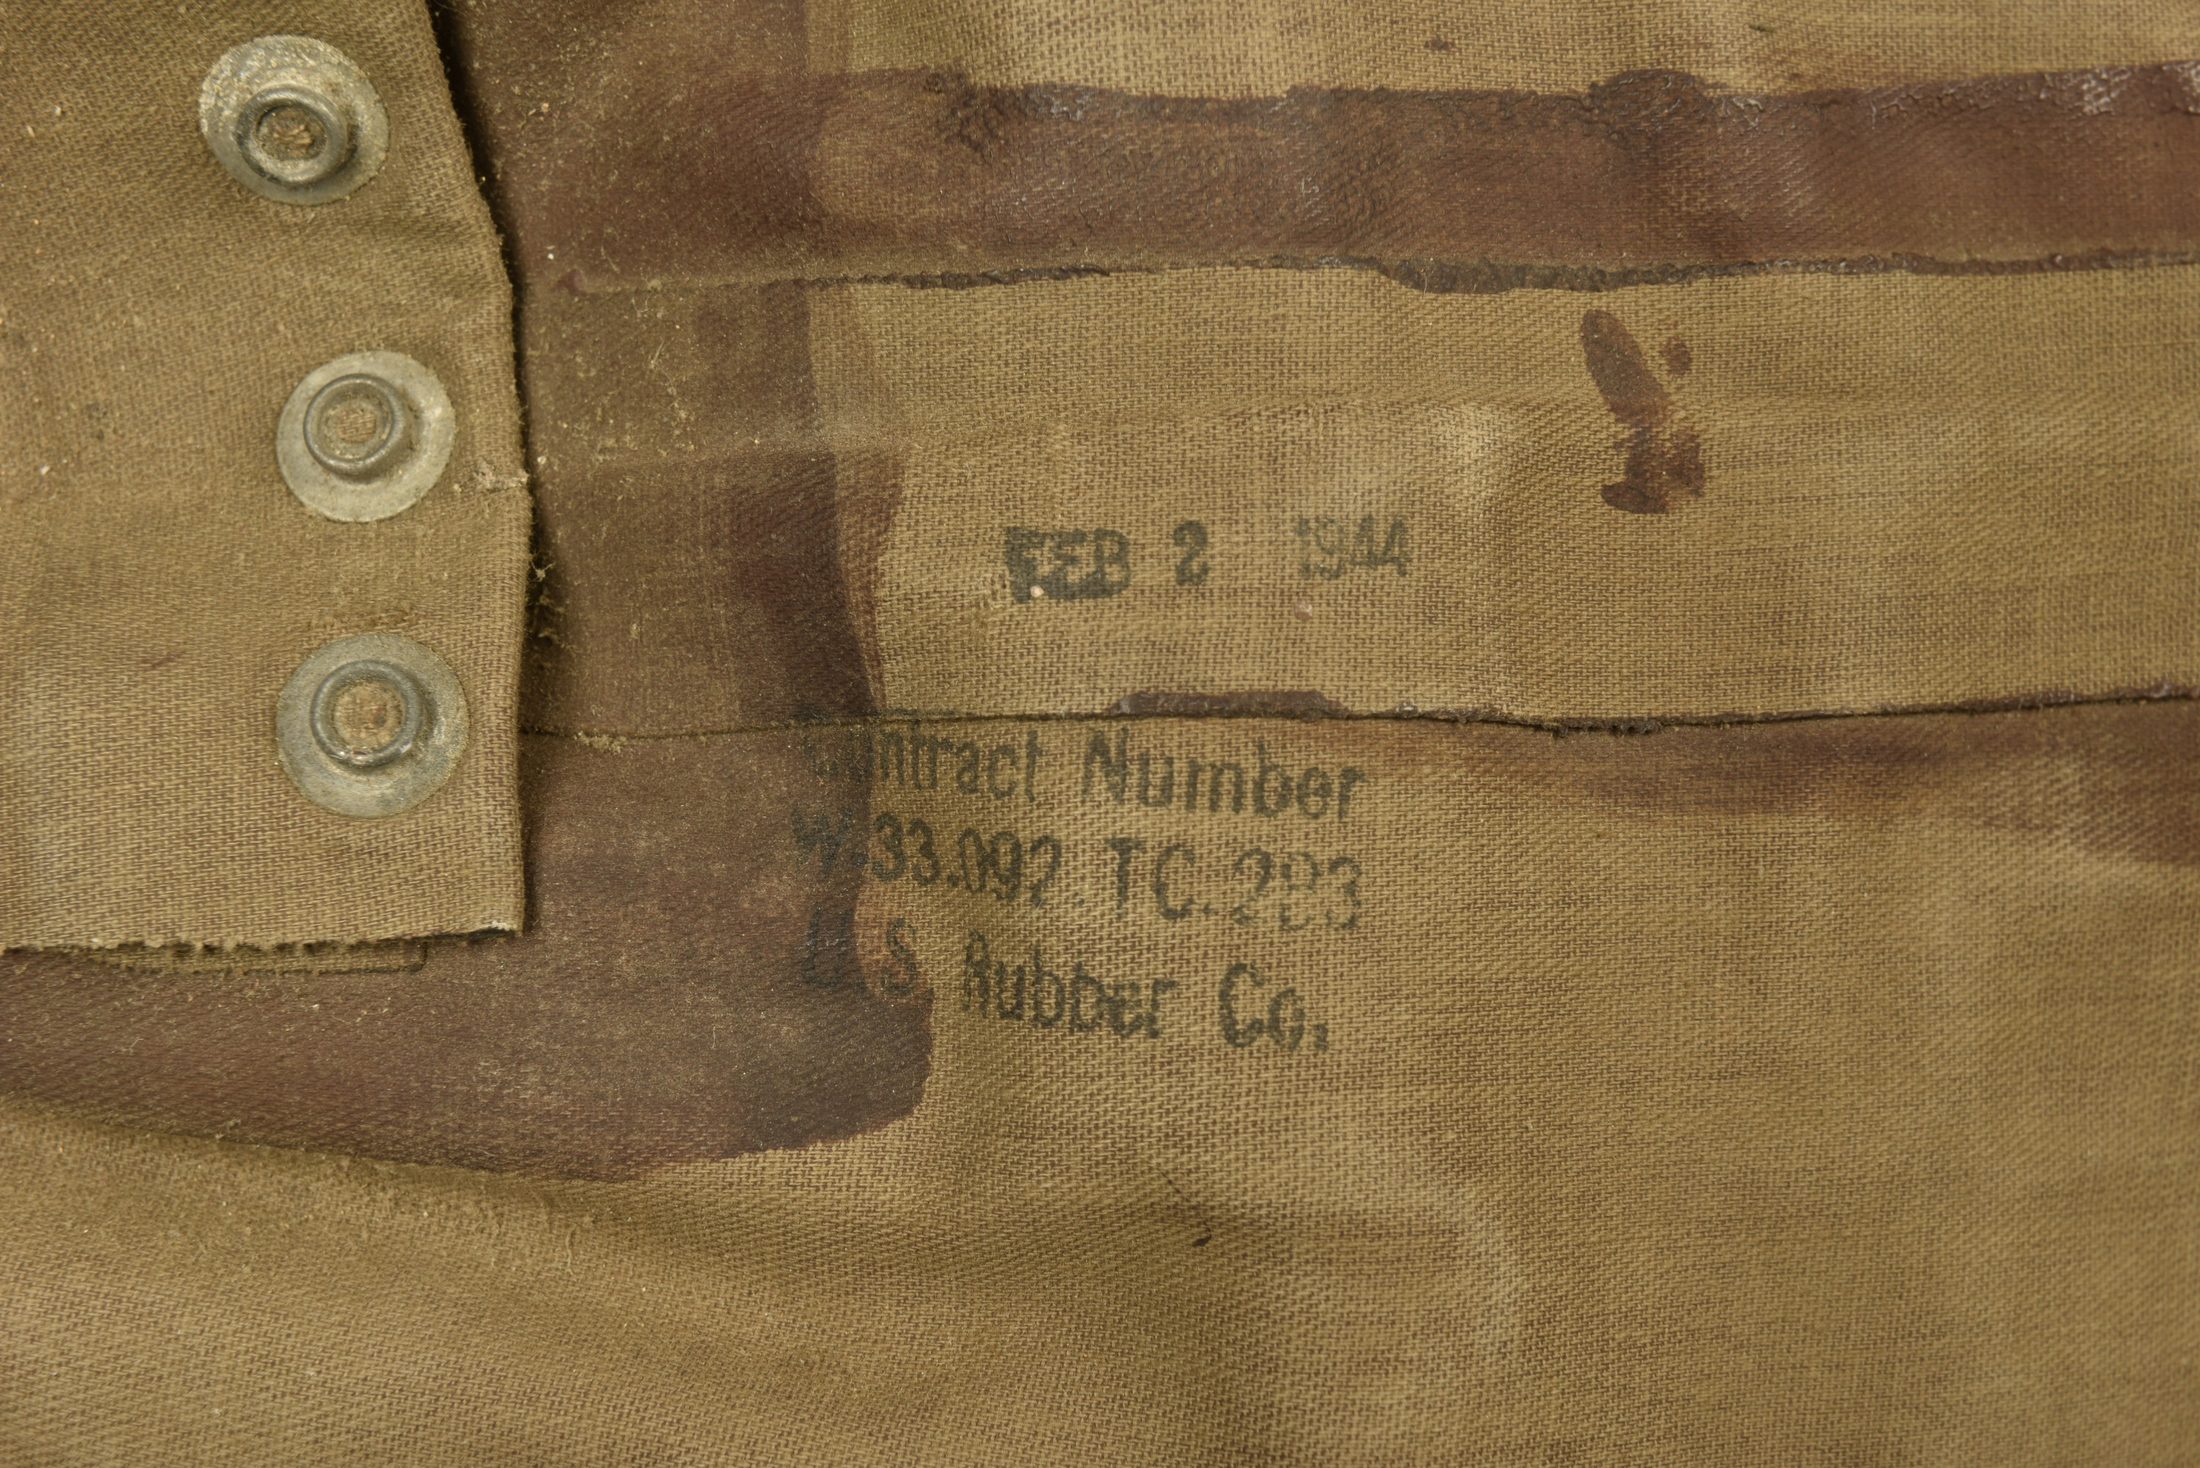 FEB 2 1944
Contract Number
W.33.092.TC.283
U S Rubber Co.